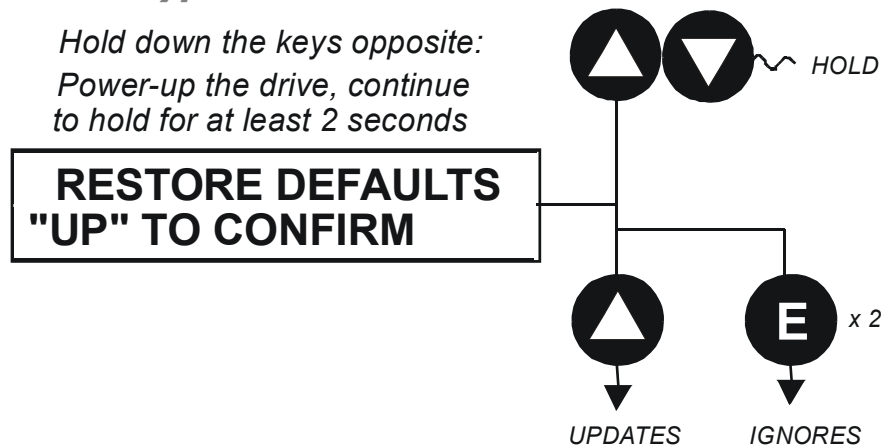 Hold down the keys opposite:
Power-up the drive, continue
to hold for at least 2 seconds
HOLD
RESTORE DEFAULTS
"UP" TO CONFIRM
E
x 2
UPDATES
IGNORES